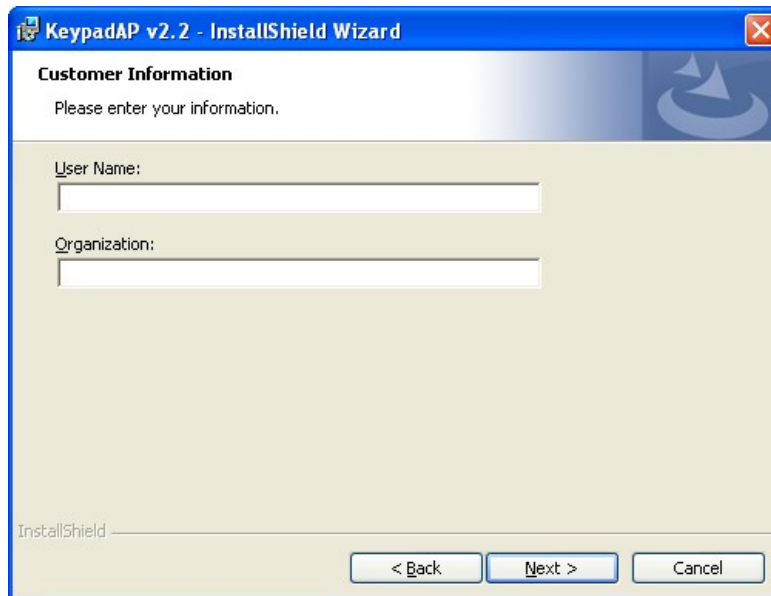 KeypadAP v2.2 - InstallShield Wizard
Customer Information
Please enter your information.
User Name:
Organization:
InstallShield
< Back Next > Cancel